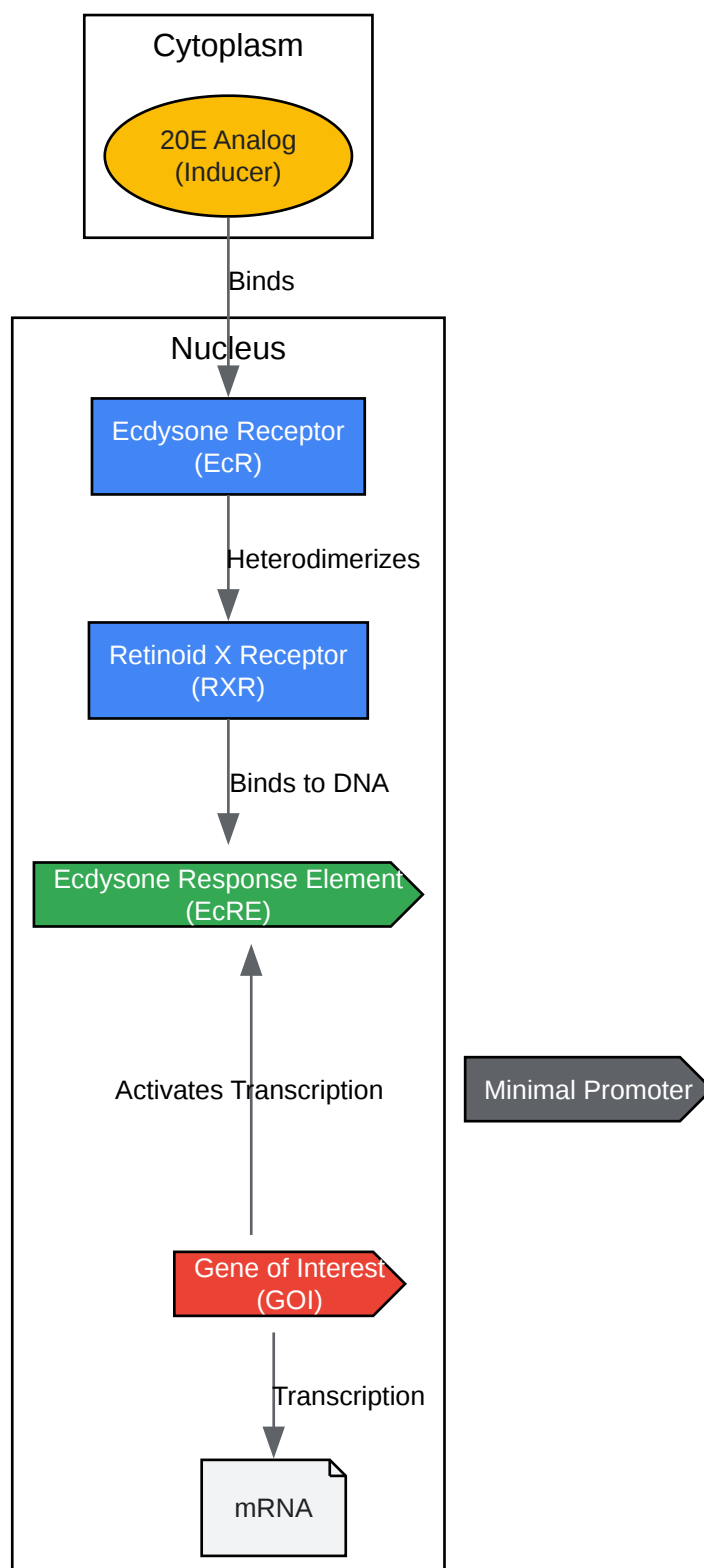 Cytoplasm
20E Analog
(Inducer)
Binds
Nucleus
Ecdysone Receptor
(EcR)
Heterodimerizes
Retinoid X Receptor
(RXR)
Binds to DNA
Ecdysone Response Element
(EcRE)
Activates Transcription
Minimal Promoter
Gene of Interest
(GOI)
Transcription
mRNA